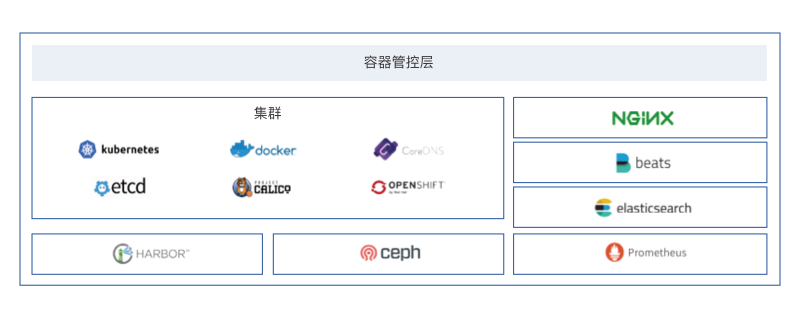 容器管控层
集群
kubernetes
docker
CoreDNS
etcd
PROJECT
CALICO
OPENSHIFT
NGINX
beats
elasticsearch
HARBOR™
ceph
Prometheus